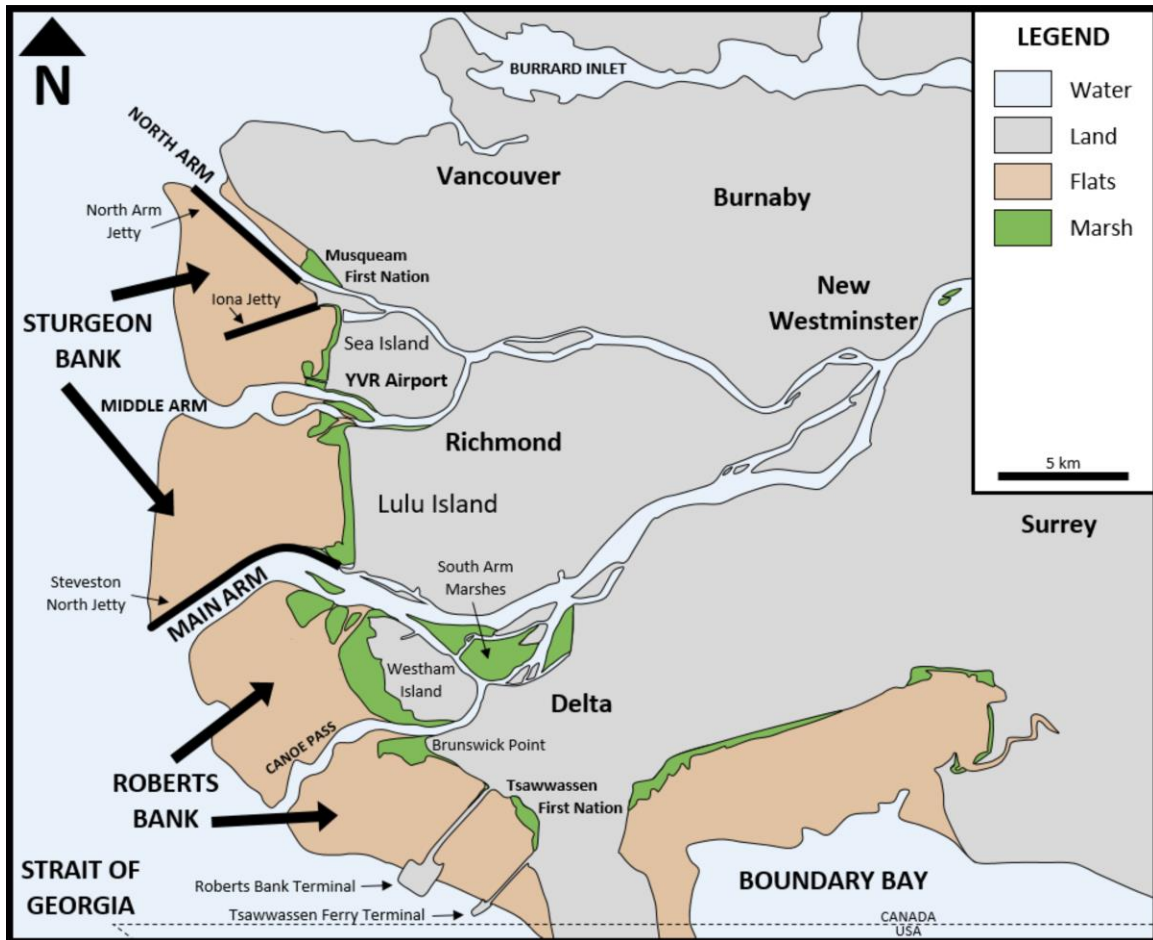 N
BURRARD INLET
LEGEND
Water
Land
Flats
Marsh
5 km
NORTH ARM
Vancouver
Burnaby
North Arm
Jetty
Musqueam
First Nation
New
Westminster
Iona Jetty
STURGEON
BANK
Sea Island
YVR Airport
MIDDLE ARM
Richmond
Lulu Island
Surrey
Steveston
North Jetty
MAIN ARM
South Arm
Marshes
Westham
Island
Delta
CANOE PASS
Brunswick Point
ROBERTS
BANK
Tsawwassen
First Nation
STRAIT OF
GEORGIA
Roberts Bank Terminal
Tsawwassen Ferry Terminal
BOUNDARY BAY
CANADA
USA